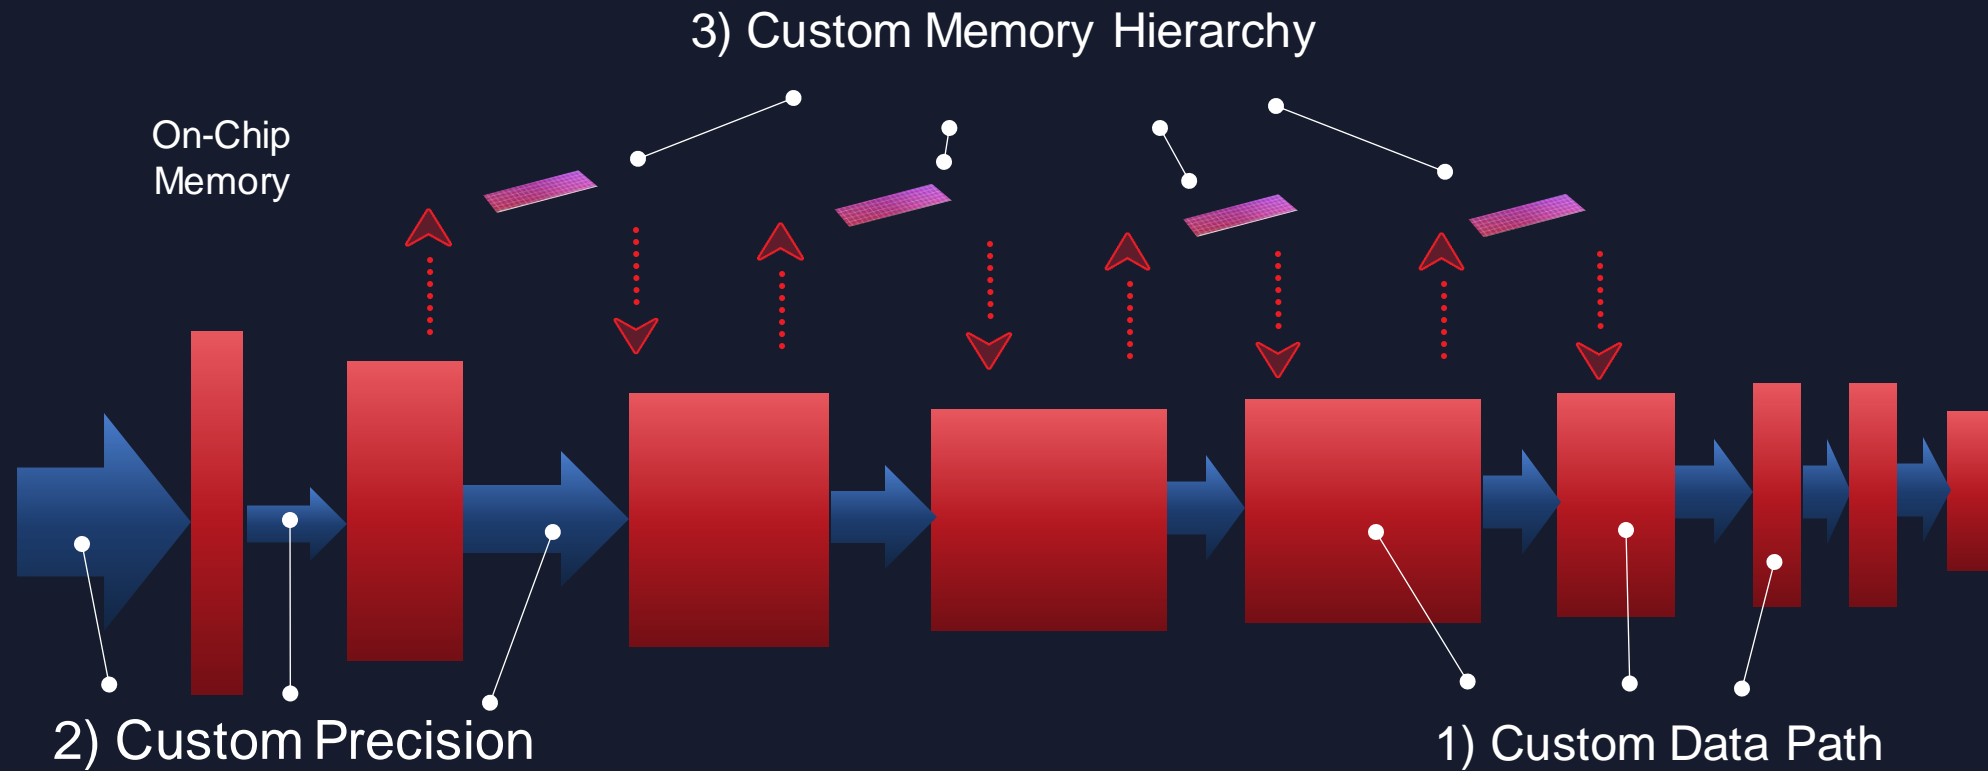 3) Custom Memory Hierarchy
On-Chip
Memory
2) Custom Precision
1) Custom Data Path